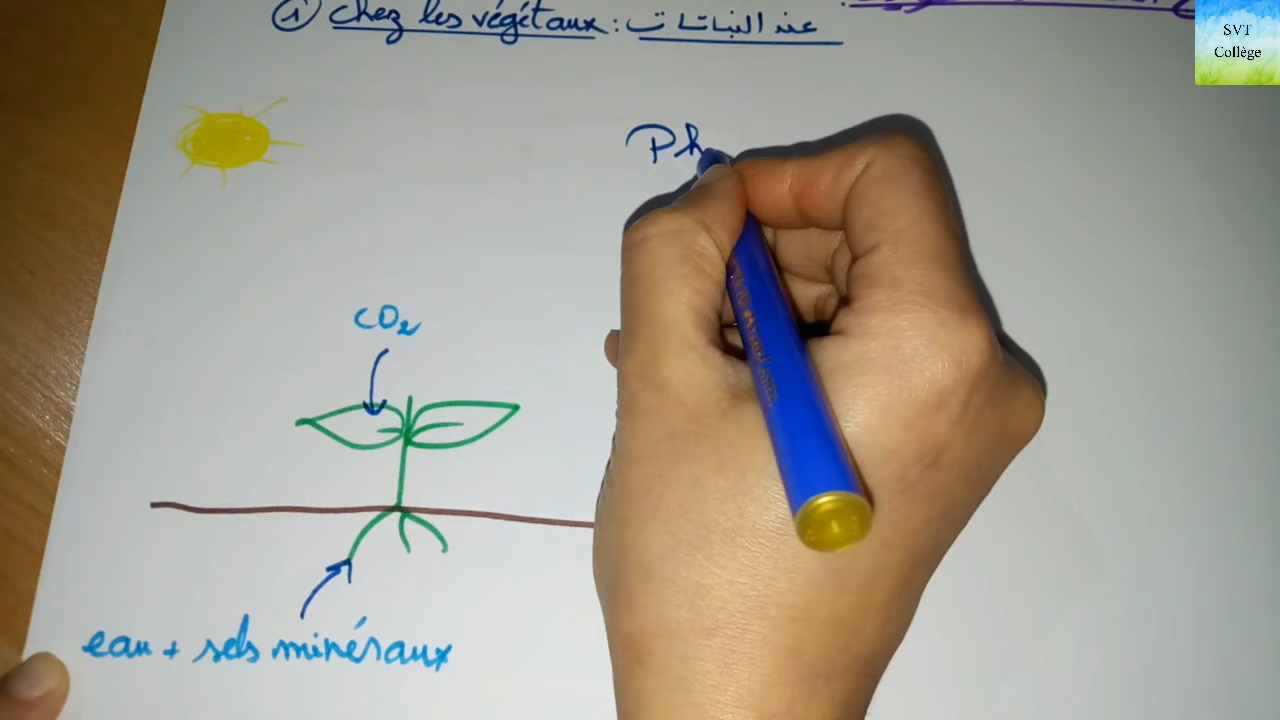 ① chez les végétaux : عند النباتات
SVT
Collège
Ph
CO₂
eau + sels minéraux